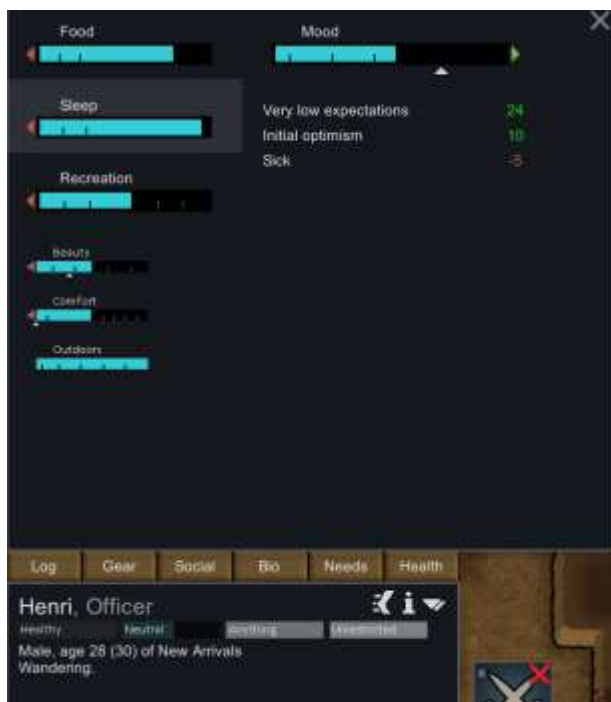 Food
Mood
Sleep
Very low expectations 24
Initial optimism 10
Sick -5
Recreation
Beauty
Comfort
Outdoors
Log Gear Social Bio Needs Health
Henri, Officer
Healthy Neutral Anything Unrestricted
Male, age 28 (30) of New Arrivals
Wandering.